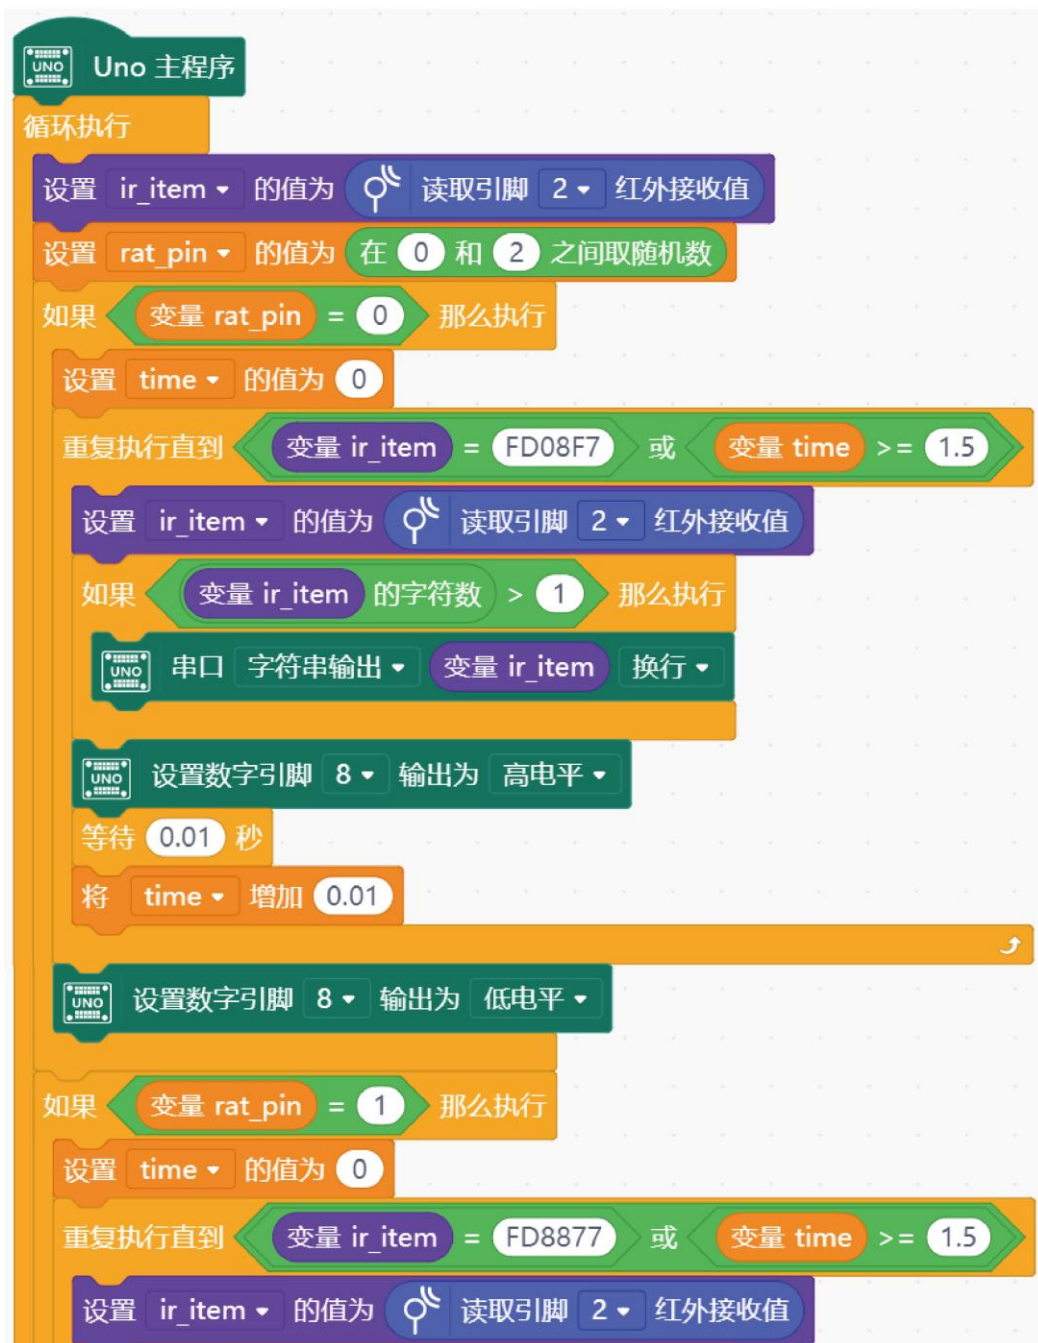 UNO Uno 主程序
循环执行
设置 ir_item 的值为 读取引脚 2 红外接收值
设置 rat_pin 的值为 在 0 和 2 之间取随机数
如果 变量 rat_pin = 0 那么执行
设置 time 的值为 0
重复执行直到 变量 ir_item = FD08F7 或 变量 time >= 1.5
设置 ir_item 的值为 读取引脚 2 红外接收值
如果 变量 ir_item 的字符数 > 1 那么执行
UNO 串口 字符串输出 变量 ir_item 换行
UNO 设置数字引脚 8 输出为 高电平
等待 0.01 秒
将 time 增加 0.01
UNO 设置数字引脚 8 输出为 低电平
如果 变量 rat_pin = 1 那么执行
设置 time 的值为 0
重复执行直到 变量 ir_item = FD8877 或 变量 time >= 1.5
设置 ir_item 的值为 读取引脚 2 红外接收值